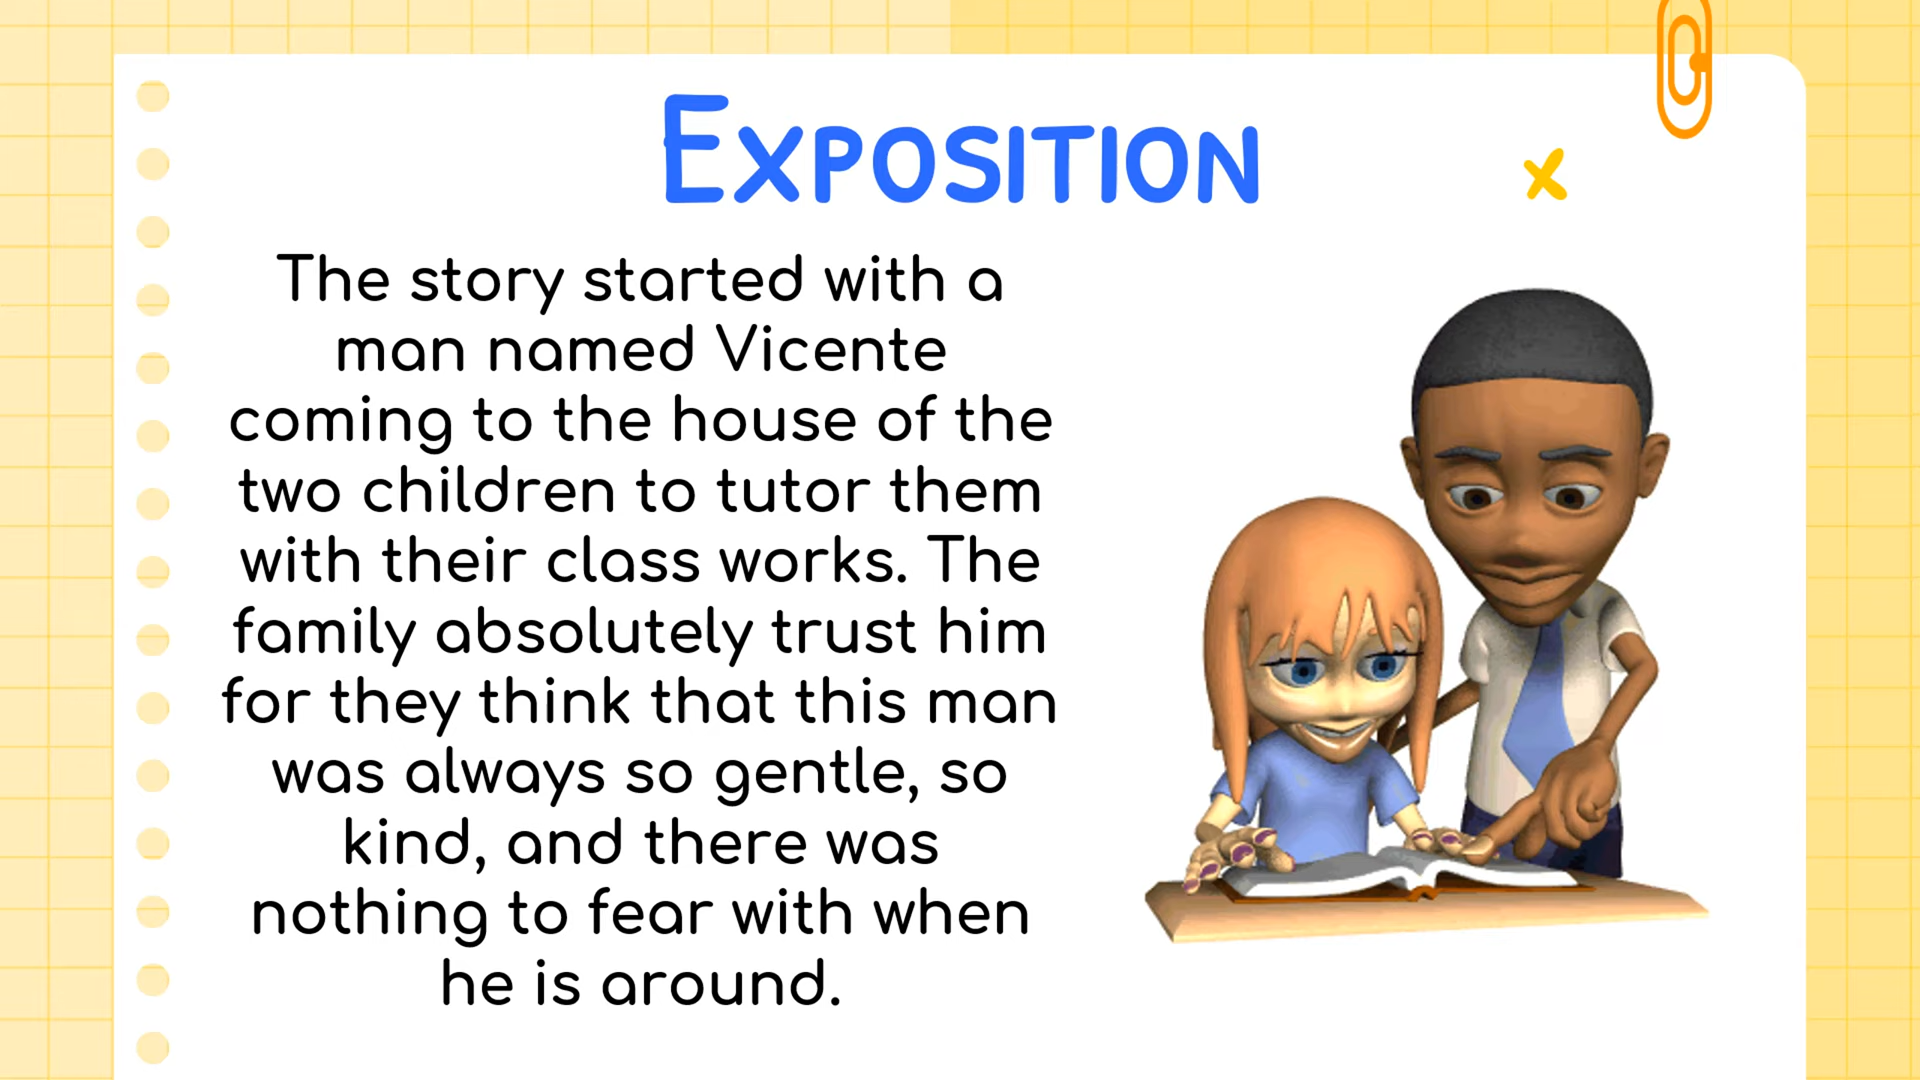 EXPOSITION
The story started with a
man named Vicente
coming to the house of the
two children to tutor them
with their class works. The
family absolutely trust him
for they think that this man
was always so gentle, so
kind, and there was
nothing to fear with when
he is around.